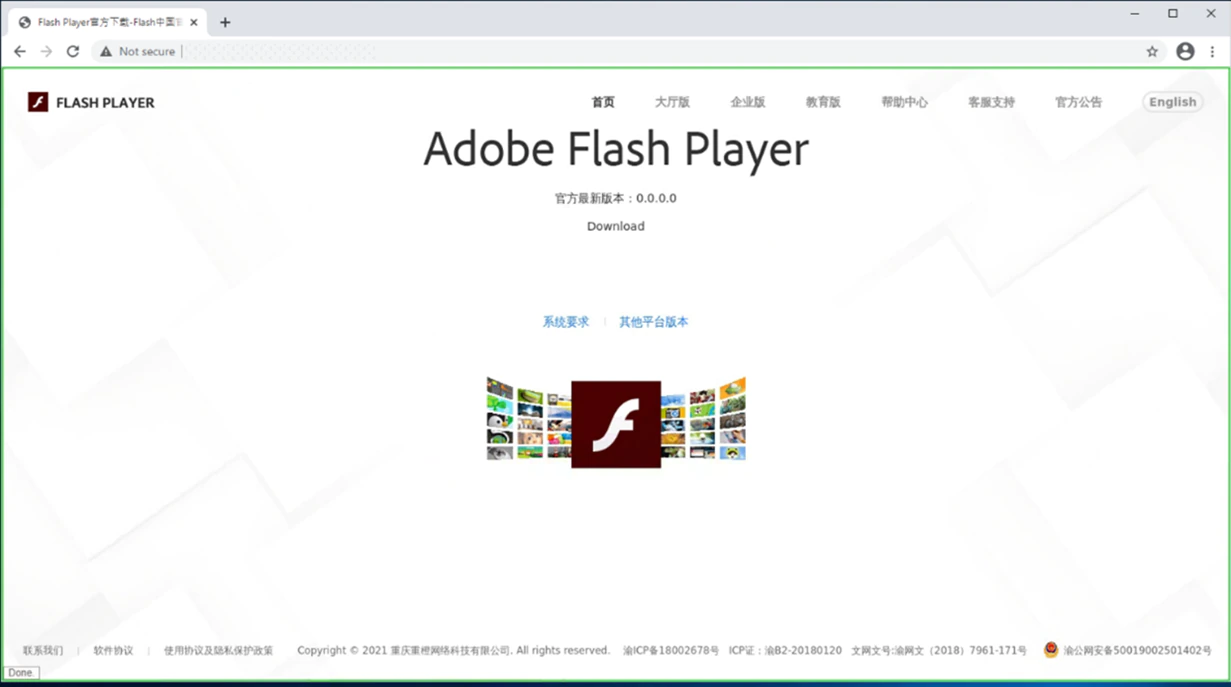 Flash Player官方下载-Flash中国
Not secure
FLASH PLAYER
首页 大厅版 企业版 教育版 帮助中心 客服支持 官方公告 English
Adobe Flash Player
官方最新版本：0.0.0.0
Download
系统要求 | 其他平台版本
联系我们 | 软件协议 | 使用协议及隐私保护政策 Copyright © 2021 重庆重橙网络科技有限公司. All rights reserved. 渝ICP备18002678号 ICP证：渝B2-20180120 文网文号:渝网文（2018）7961-171号 渝公网安备50019002501402号
Done.